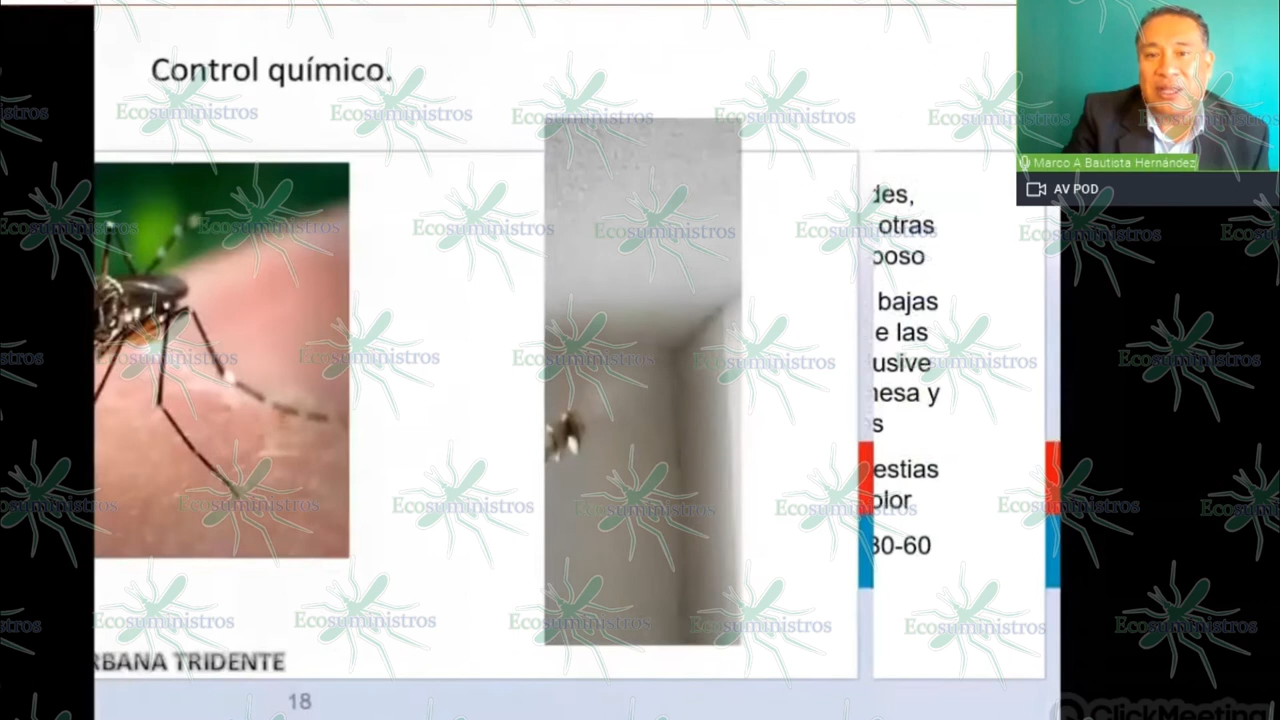 Control químico.
Marco A Bautista Hernández
AV POD
des,
otras
poso
bajas
e las
usive
nesa y
s
estias
olor.
30-60
RBANA TRIDENTE
18
Ecosuministros
ClickMeeting